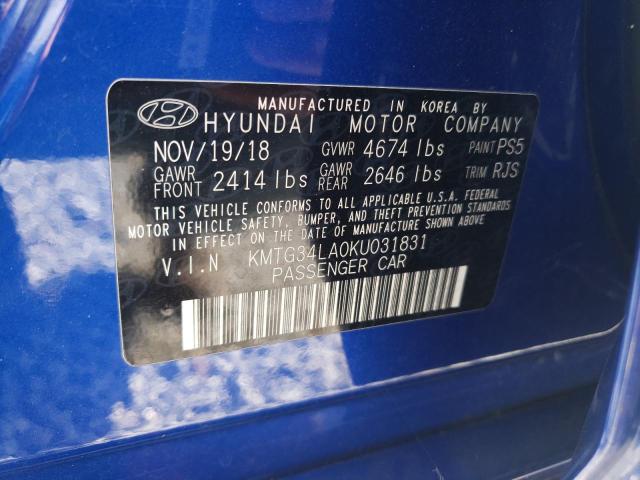 MANUFACTURED IN KOREA BY
HYUNDAI MOTOR COMPANY
NOV/19/18 GVWR 4674 lbs PAINT PS5
GAWR FRONT 2414 lbs GAWR REAR 2646 lbs TRIM RJS
THIS VEHICLE CONFORMS TO ALL APPLICABLE U.S.A. FEDERAL
MOTOR VEHICLE SAFETY, BUMPER, AND THEFT PREVENTION STANDARDS
IN EFFECT ON THE DATE OF MANUFACTURE SHOWN ABOVE
V.I.N KMTG34LA0KU031831
PASSENGER CAR